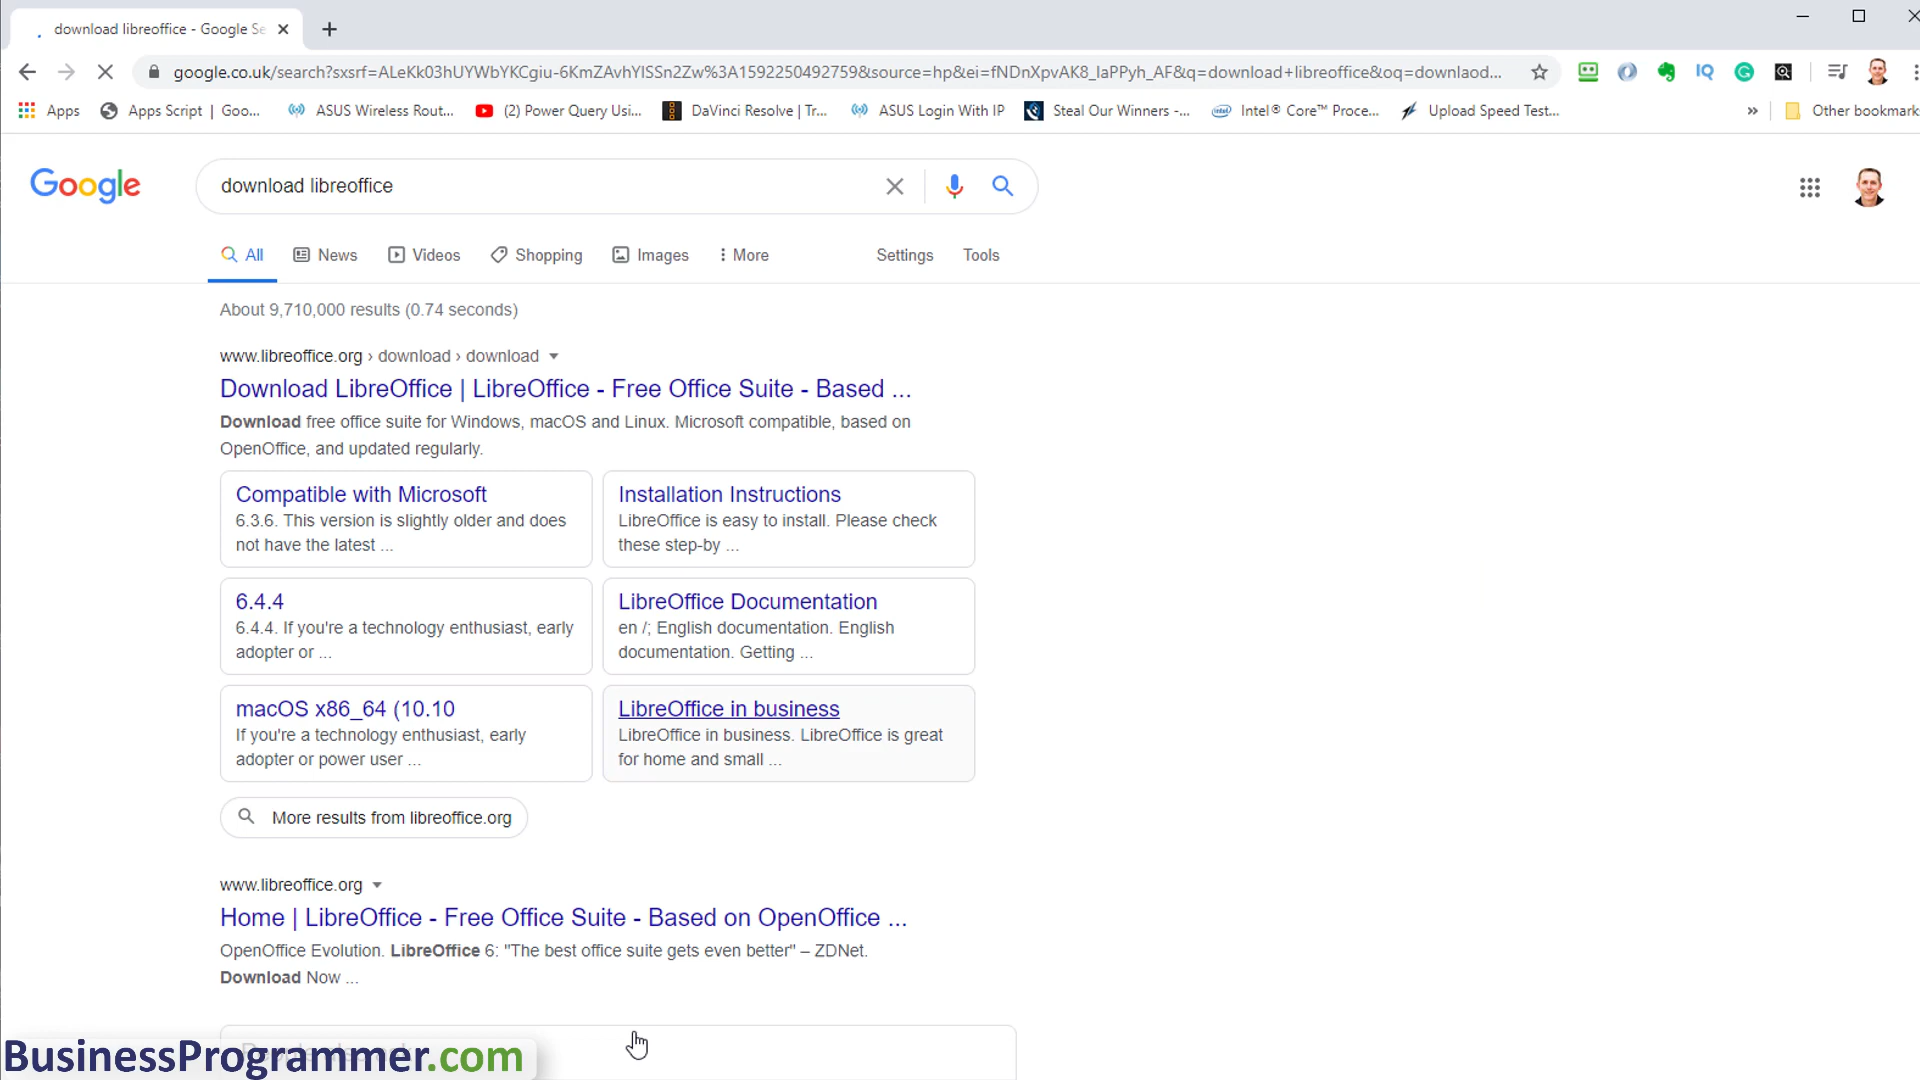 download libreoffice - Google Se
google.co.uk/search?sxsrf=ALeKk03hUYWbYKCgiu-6KmZAvhYISSn2Zw%3A1592250492759&source=hp&ei=fNDnXpvAK8_laPPyh_AF&q=download+libreoffice&oq=downlaod...
Apps Apps Script | Goo... ASUS Wireless Rout... (2) Power Query Usi... DaVinci Resolve | Tr... ASUS Login With IP Steal Our Winners -... Intel® Core™ Proce... Upload Speed Test... » Other bookmark
Google download libreoffice
All News Videos Shopping Images More Settings Tools
About 9,710,000 results (0.74 seconds)
www.libreoffice.org › download › download
Download LibreOffice | LibreOffice - Free Office Suite - Based ...
Download free office suite for Windows, macOS and Linux. Microsoft compatible, based on
OpenOffice, and updated regularly.
Compatible with Microsoft
6.3.6. This version is slightly older and does
not have the latest ...
Installation Instructions
LibreOffice is easy to install. Please check
these step-by ...
6.4.4
6.4.4. If you're a technology enthusiast, early
adopter or ...
LibreOffice Documentation
en /; English documentation. English
documentation. Getting ...
macOS x86_64 (10.10
If you're a technology enthusiast, early
adopter or power user ...
LibreOffice in business
LibreOffice in business. LibreOffice is great
for home and small ...
More results from libreoffice.org
www.libreoffice.org
Home | LibreOffice - Free Office Suite - Based on OpenOffice ...
OpenOffice Evolution. LibreOffice 6: "The best office suite gets even better" – ZDNet.
Download Now ...
BusinessProgrammer.com